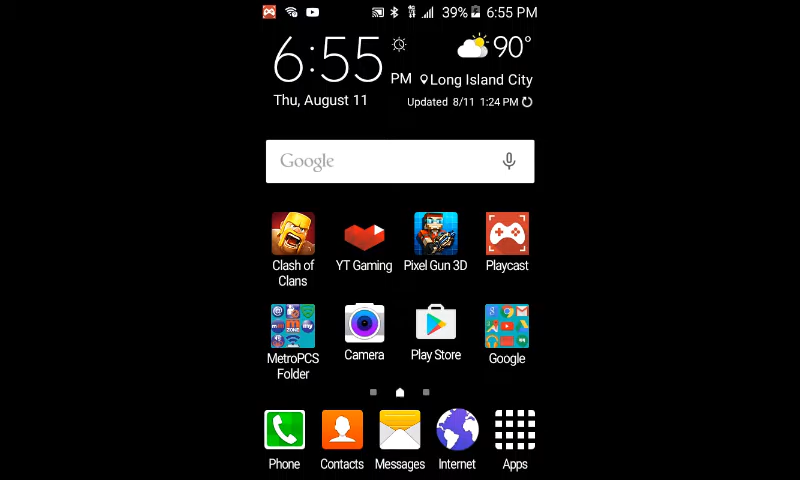 39% 6:55 PM
6:55 PM
90°
Long Island City
Thu, August 11
Updated 8/11 1:24 PM
Google
Clash of Clans
YT Gaming
Pixel Gun 3D
Playcast
MetroPCS Folder
Camera
Play Store
Google
Phone
Contacts
Messages
Internet
Apps